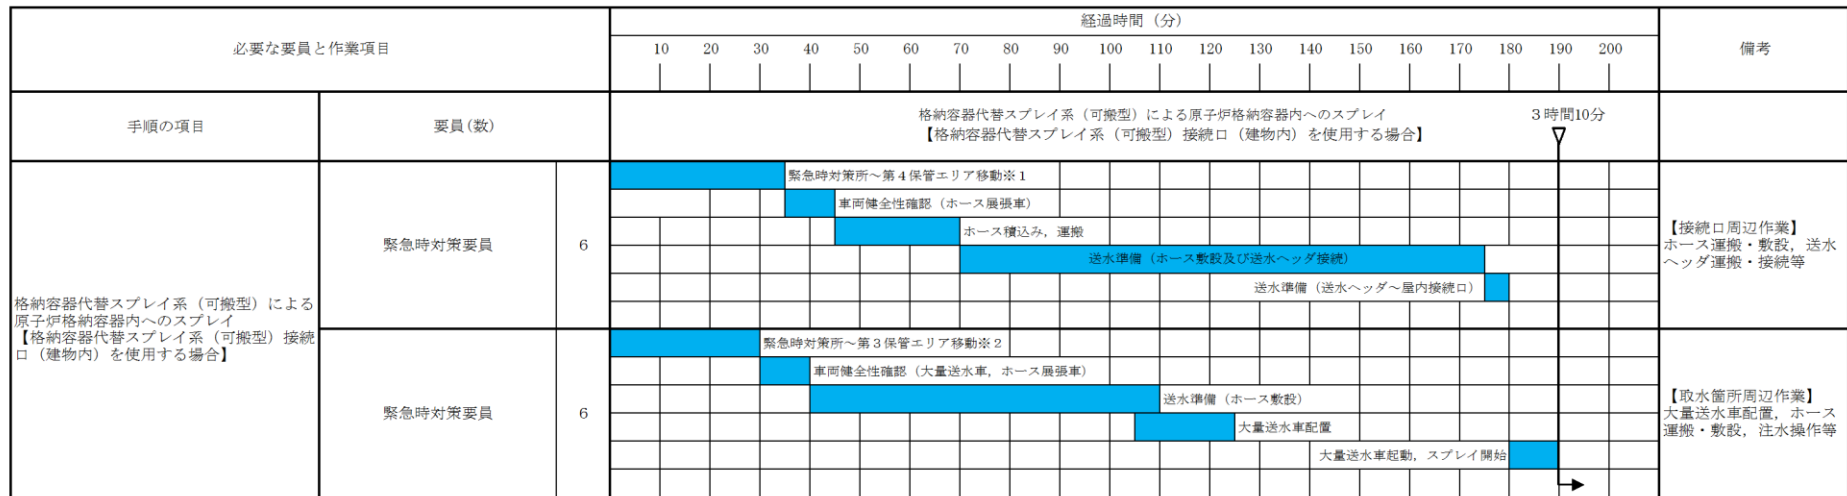 必要な要員と作業項目
経過時間（分）
備考
10 20 30 40 50 60 70 80 90 100 110 120 130 140 150 160 170 180 190 200
手順の項目
要員(数)
格納容器代替スプレイ系（可搬型）による原子炉格納容器内へのスプレイ
【格納容器代替スプレイ系（可搬型）接続口（建物内）を使用する場合】
３時間10分
格納容器代替スプレイ系（可搬型）による
原子炉格納容器内へのスプレイ
【格納容器代替スプレイ系（可搬型）接続
口（建物内）を使用する場合】
緊急時対策要員
6
緊急時対策所～第４保管エリア移動※１
車両健全性確認（ホース展張車）
ホース積込み，運搬
送水準備（ホース敷設及び送水ヘッダ接続）
送水準備（送水ヘッダ～屋内接続口）
【接続口周辺作業】
ホース運搬・敷設，送水
ヘッダ運搬・接続等
緊急時対策要員
6
緊急時対策所～第３保管エリア移動※２
車両健全性確認（大量送水車，ホース展張車）
送水準備（ホース敷設）
大量送水車配置
大量送水車起動，スプレイ開始
【取水箇所周辺作業】
大量送水車配置，ホース
運搬・敷設，注水操作等